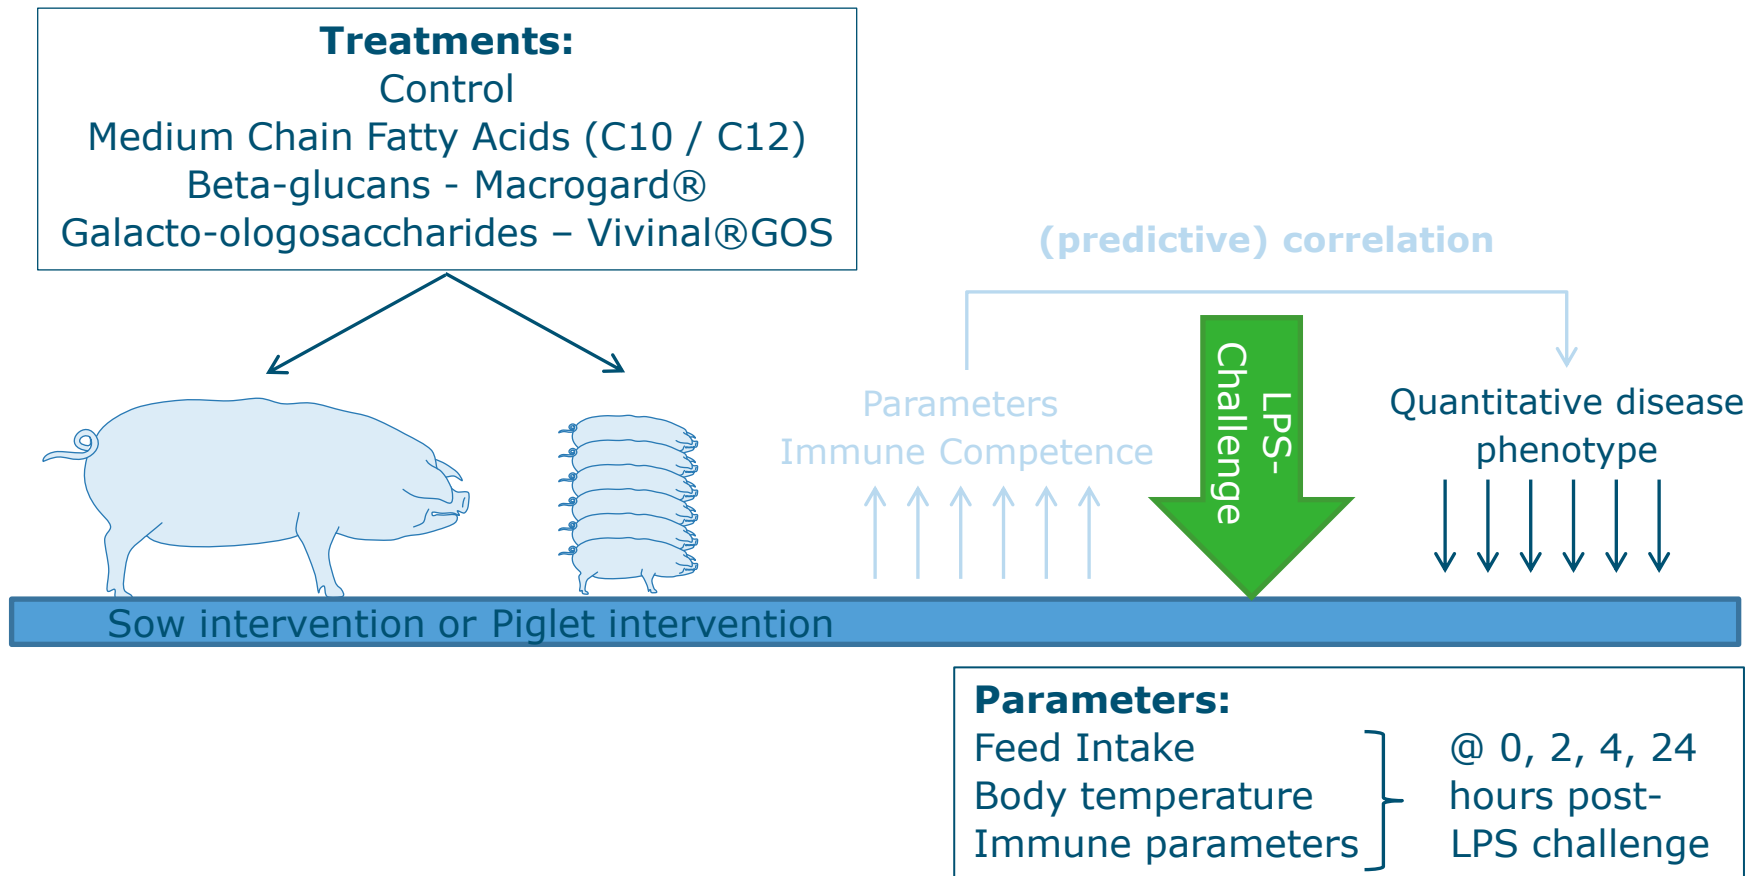 Treatments:
Control
Medium Chain Fatty Acids (C10 / C12)
Beta-glucans - Macrogard®
Galacto-ologosaccharides – Vivinal®GOS
(predictive) correlation
Parameters
Immune Competence
LPS-
Challenge
Quantitative disease
phenotype
Sow intervention or Piglet intervention
Parameters:
Feed Intake
Body temperature
Immune parameters
@ 0, 2, 4, 24
hours post-
LPS challenge